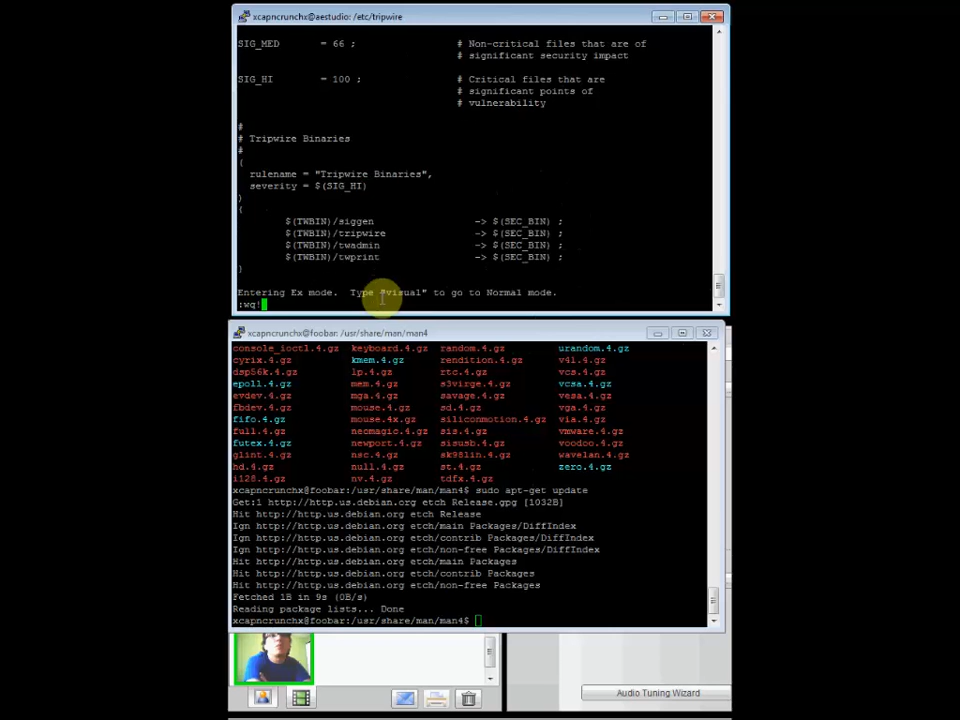 xcapncrunchx@aestudio: /etc/tripwire
SIG_MED = 66 ; # Non-critical files that are of
# significant security impact
SIG_HI = 100 ; # Critical files that are
# significant points of
# vulnerability
#
# Tripwire Binaries
#
(
rulename = "Tripwire Binaries",
severity = $(SIG_HI)
)
{
$(TWBIN)/siggen -> $(SEC_BIN) ;
$(TWBIN)/tripwire -> $(SEC_BIN) ;
$(TWBIN)/twadmin -> $(SEC_BIN) ;
$(TWBIN)/twprint -> $(SEC_BIN) ;
}
Entering Ex mode. Type "visual" to go to Normal mode.
:wq!
xcapncrunchx@foobar: /usr/share/man/man4
console_ioctl.4.gz keyboard.4.gz random.4.gz urandom.4.gz
cyrix.4.gz kmem.4.gz rendition.4.gz v4l.4.gz
dsp56k.4.gz lp.4.gz rtc.4.gz vcs.4.gz
epoll.4.gz mem.4.gz s3virge.4.gz vcsa.4.gz
evdev.4.gz mga.4.gz savage.4.gz vesa.4.gz
fbdev.4.gz mouse.4.gz sd.4.gz vga.4.gz
fifo.4.gz mouse.4x.gz siliconmotion.4.gz via.4.gz
full.4.gz neomagic.4.gz sis.4.gz vmware.4.gz
futex.4.gz newport.4.gz sisusb.4.gz voodoo.4.gz
glint.4.gz nsc.4.gz sk98lin.4.gz wavelan.4.gz
hd.4.gz null.4.gz st.4.gz zero.4.gz
i128.4.gz nv.4.gz tdfx.4.gz
xcapncrunchx@foobar:/usr/share/man/man4$ sudo apt-get update
Get:1 http://http.us.debian.org etch Release.gpg [1032B]
Hit http://http.us.debian.org etch Release
Ign http://http.us.debian.org etch/main Packages/DiffIndex
Ign http://http.us.debian.org etch/contrib Packages/DiffIndex
Ign http://http.us.debian.org etch/non-free Packages/DiffIndex
Hit http://http.us.debian.org etch/main Packages
Hit http://http.us.debian.org etch/contrib Packages
Hit http://http.us.debian.org etch/non-free Packages
Fetched 1B in 9s (0B/s)
Reading package lists... Done
xcapncrunchx@foobar:/usr/share/man/man4$
Audio Tuning Wizard